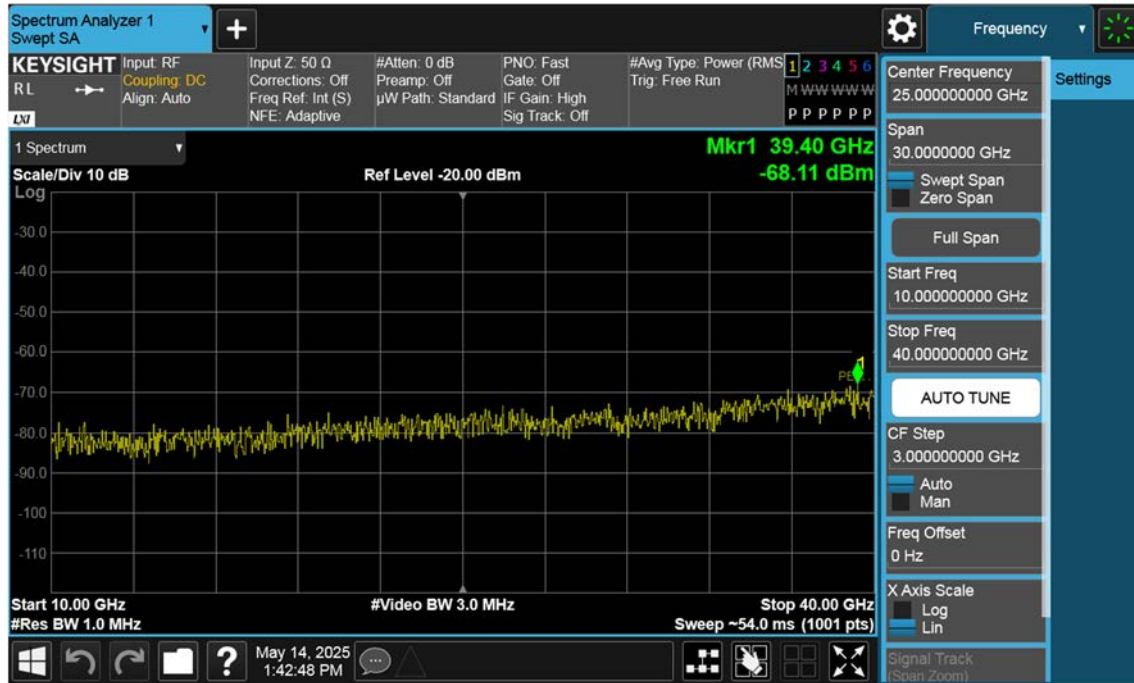 Spectrum Analyzer 1
Swept SA
+
Frequency
KEYSIGHT
RL
LXI
Input: RF
Coupling: DC
Align: Auto
Input Z: 50 Ω
Corrections: Off
Freq Ref: Int (S)
NFE: Adaptive
#Atten: 0 dB
Preamp: Off
µW Path: Standard
PNO: Fast
Gate: Off
IF Gain: High
Sig Track: Off
#Avg Type: Power (RMS
Trig: Free Run
1 2 3 4 5 6
M W W W W W
P P P P P P
1 Spectrum
Scale/Div 10 dB
Ref Level -20.00 dBm
Mkr1 39.40 GHz
-68.11 dBm
Log
-30.0
-40.0
-50.0
-60.0
-70.0
-80.0
-90.0
-100
-110
1
Start 10.00 GHz
#Video BW 3.0 MHz
Stop 40.00 GHz
#Res BW 1.0 MHz
Sweep ~54.0 ms (1001 pts)
Center Frequency
25.000000000 GHz
Settings
Span
30.0000000 GHz
Swept Span
Zero Span
Full Span
Start Freq
10.000000000 GHz
Stop Freq
40.000000000 GHz
AUTO TUNE
CF Step
3.000000000 GHz
Auto
Man
Freq Offset
0 Hz
X Axis Scale
Log
Lin
Signal Track
(Span Zoom)
?
May 14, 2025
1:42:48 PM